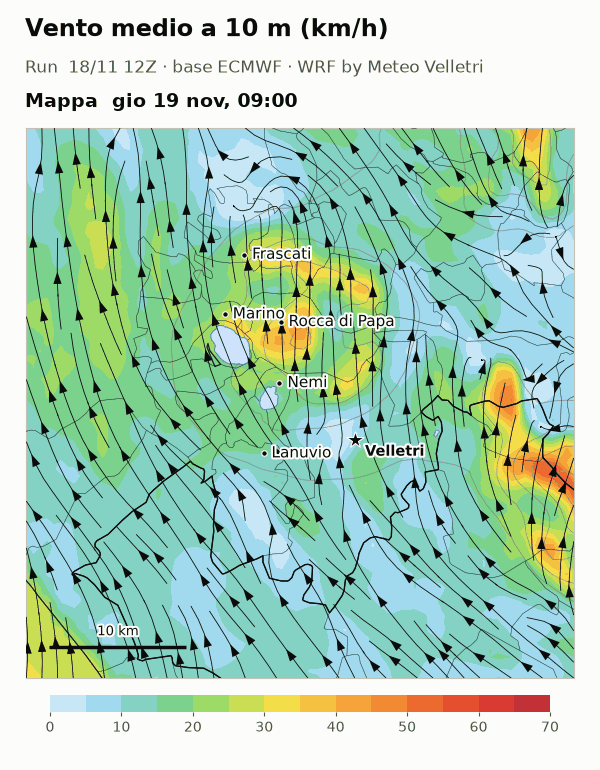 Vento medio a 10 m (km/h)
Run 18/11 12Z · base ECMWF · WRF by Meteo Velletri
Mappa gio 19 nov, 09:00
Frascati
Marino
Rocca di Papa
Nemi
Velletri
Lanuvio
10 km
0 10 20 30 40 50 60 70